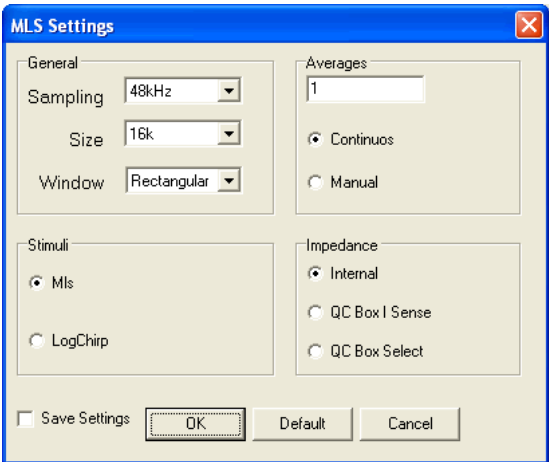 MLS Settings
General
Sampling 48kHz
Size 16k
Window Rectangular
Averages
1
Continuos
Manual
Stimuli
Mls
LogChirp
Impedance
Internal
QC Box I Sense
QC Box Select
Save Settings OK Default Cancel